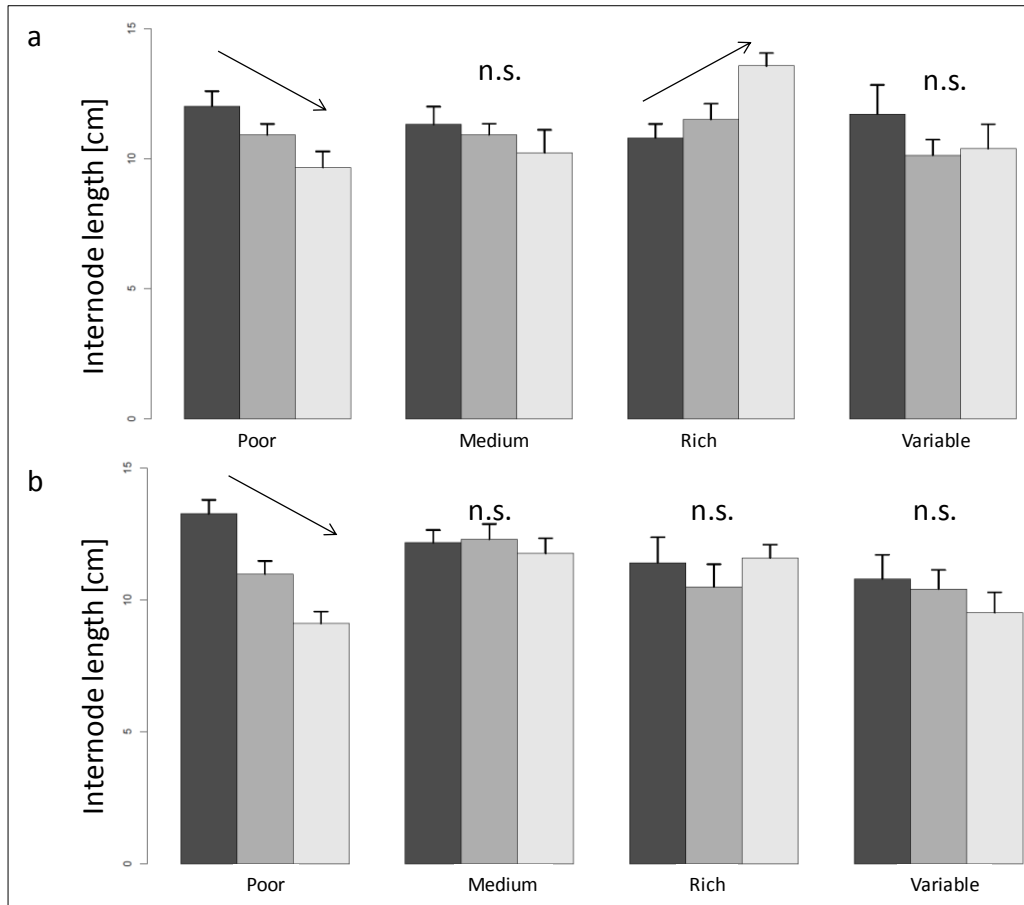 a
Internode length [cm]
15
10
5
0
n.s.
n.s.
Poor
Medium
Rich
Variable
b
Internode length [cm]
15
10
5
0
n.s.
n.s.
n.s.
Poor
Medium
Rich
Variable